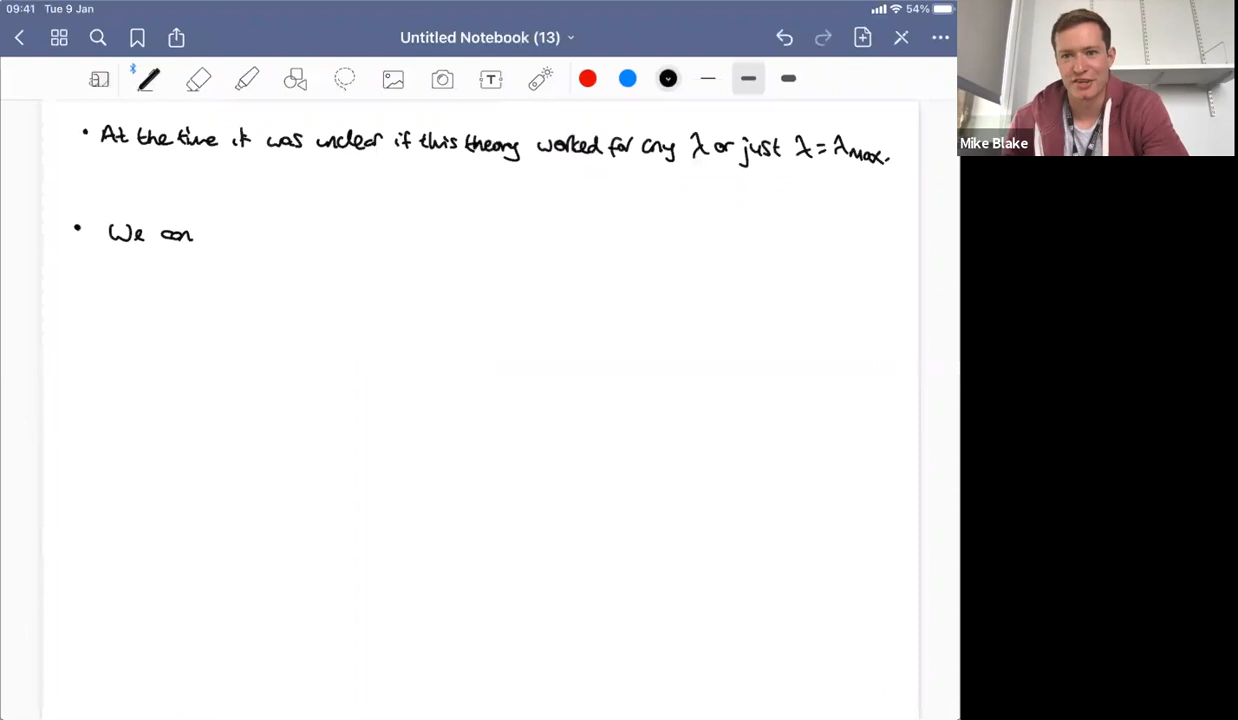 09:41 Tue 9 Jan
54%
Untitled Notebook (13)
T
Mike Blake
• At the time it was unclear if this theory worked for any λ or just λ = λmax.
• We can